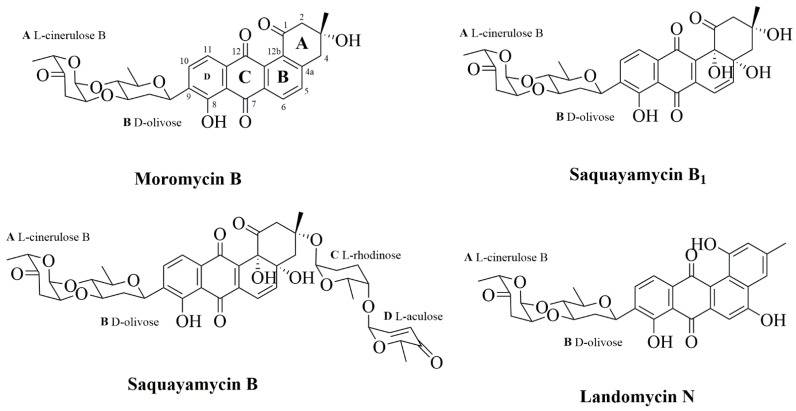 A L-cinerulose B
O
O
O
O
O
B D-olivose
10
11
9
D
8
OH
O
12
C
7
O
O
1
2
12b
A
OH
4
4a
B
5
6
Moromycin B
A L-cinerulose B
O
O
O
O
O
B D-olivose
OH
O
O
O
OH
OH
OH
Saquayamycin B1
A L-cinerulose B
O
O
O
O
O
B D-olivose
OH
O
O
O
OH
OH
O
C L-rhodinose
O
O
D L-aculose
O
O
Saquayamycin B
A L-cinerulose B
O
O
O
O
O
B D-olivose
OH
O
O
OH
OH
Landomycin N